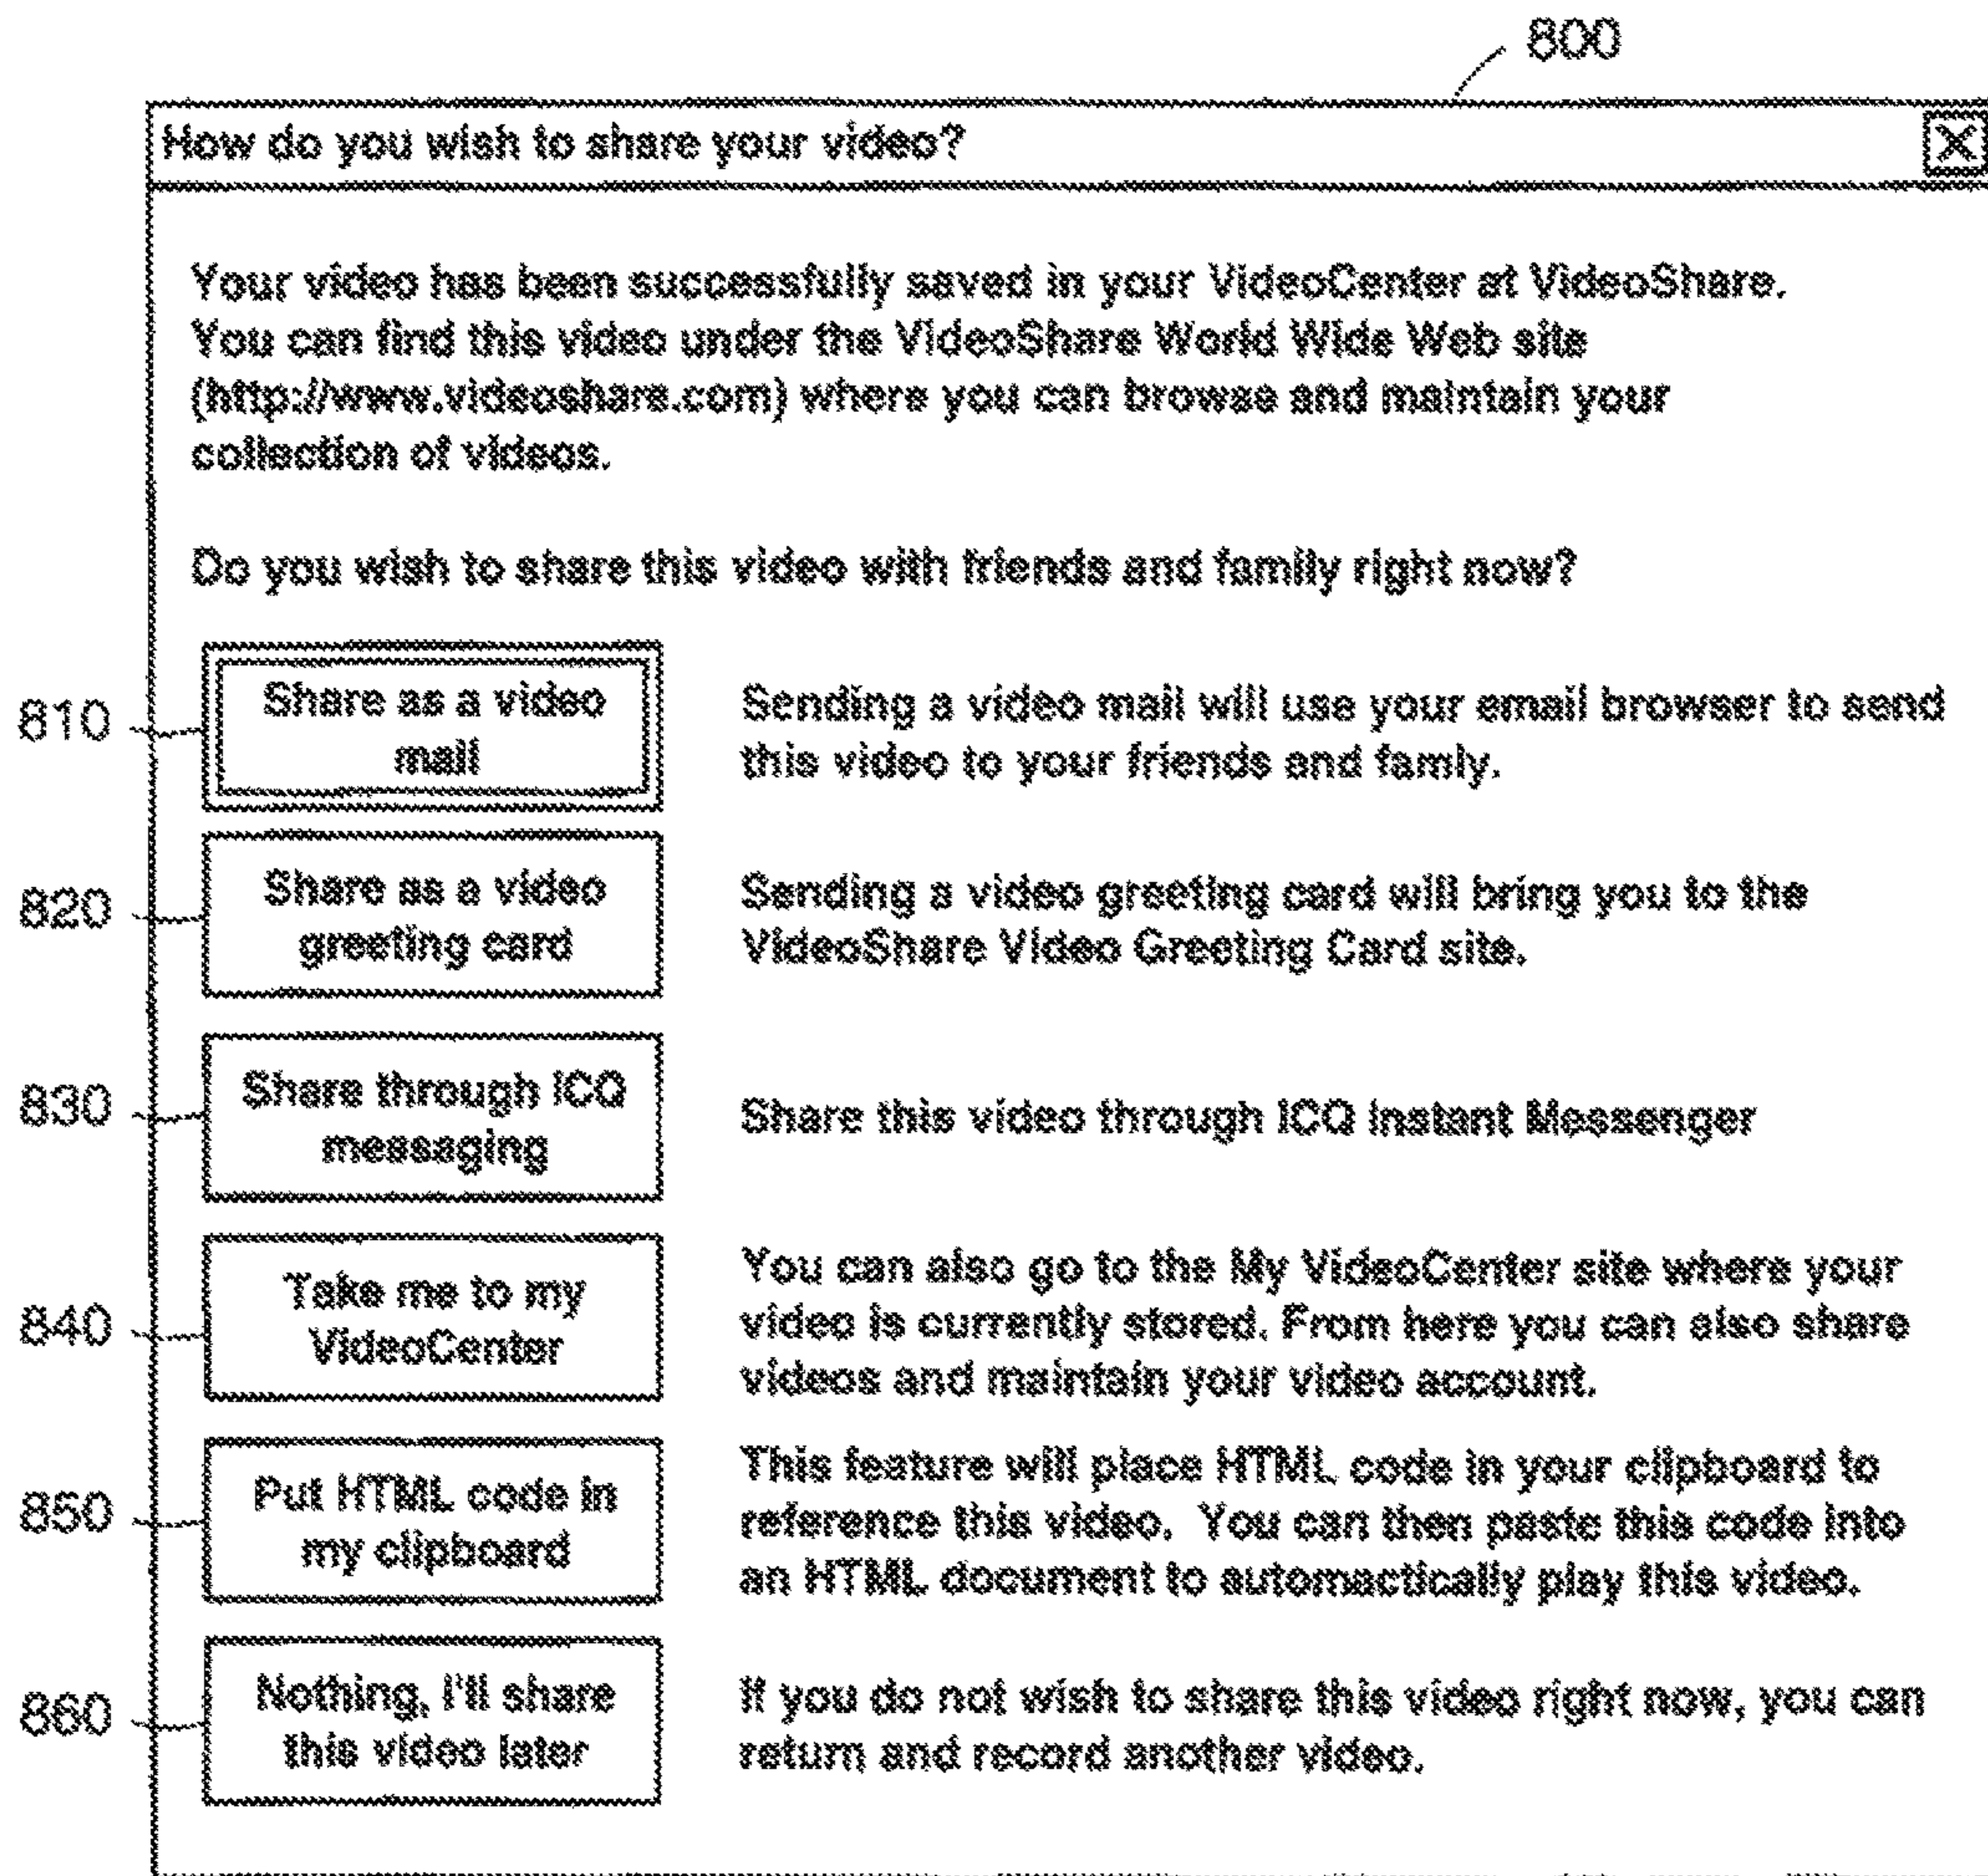 800
How do you wish to share your video?
Your video has been successfully saved in your VideoCenter at VideoShare.
You can find this video under the VideoShare World Wide Web site
(http://www.videoshare.com) where you can browse and maintain your
collection of videos.
Do you wish to share this video with friends and family right now?
810
Share as a video
mail
Sending a video mail will use your email browser to send
this video to your friends and famly.
820
Share as a video
greeting card
Sending a video greeting card will bring you to the
VideoShare Video Greeting Card site.
830
Share through ICQ
messaging
Share this video through ICQ Instant Messenger
840
Take me to my
VideoCenter
You can also go to the My VideoCenter site where your
video is currently stored. From here you can also share
videos and maintain your video account.
850
Put HTML code in
my clipboard
This feature will place HTML code in your clipboard to
reference this video. You can then paste this code into
an HTML document to automactically play this video.
860
Nothing, I'll share
this video later
If you do not wish to share this video right now, you can
return and record another video.